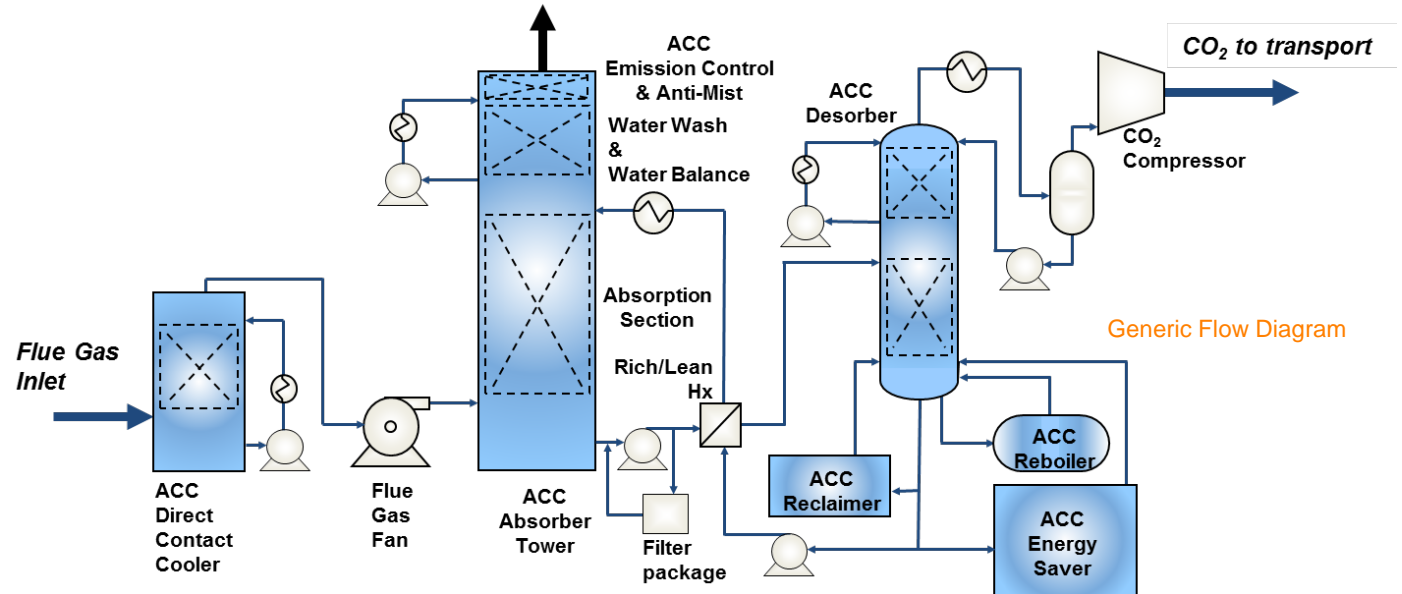 Flue Gas
Inlet
ACC
Direct
Contact
Cooler
Flue
Gas
Fan
ACC
Emission Control
& Anti-Mist
Water Wash
&
Water Balance
Absorption
Section
Rich/Lean
Hx
ACC
Absorber
Tower
Filter
package
ACC
Desorber
ACC
Reclaimer
ACC
Reboiler
ACC
Energy
Saver
CO₂
Compressor
CO₂ to transport
Generic Flow Diagram